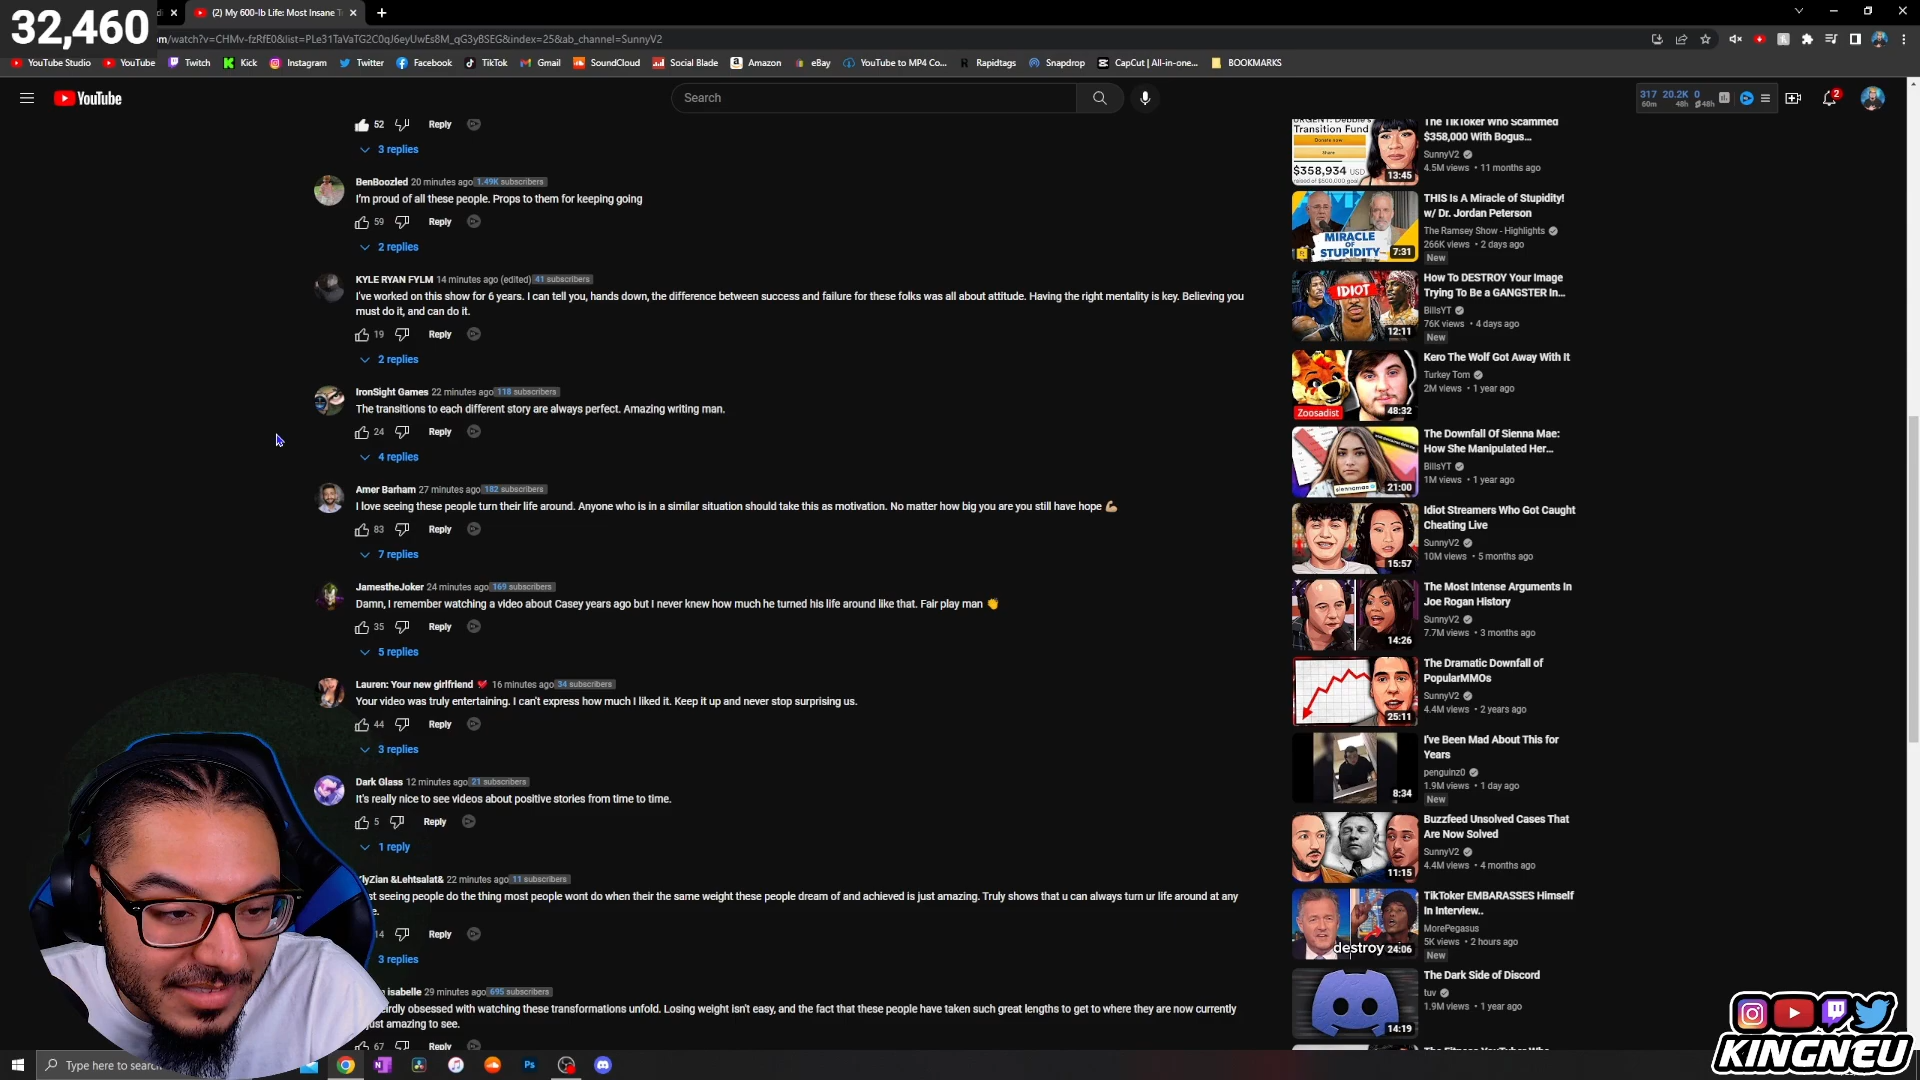 32,460
(2) My 600-lb Life: Most Insane T
m/watch?v=CHMv-fzRfE0&list=PLe31TaVaTG2C0qJ6eyUwEs8M_qG3yBSEG&index=25&ab_channel=SunnyV2
YouTube Studio YouTube Twitch Kick Instagram Twitter Facebook TikTok Gmail SoundCloud Social Blade Amazon eBay YouTube to MP4 Co... Rapidtags Snapdrop CapCut | All-in-one... BOOKMARKS
YouTube
Search
317 20.2K 0
60m 48h 48h
2
52 Reply
3 replies
BenBoozled 20 minutes ago 1.49K subscribers
I'm proud of all these people. Props to them for keeping going
59 Reply
2 replies
KYLE RYAN FYLM 14 minutes ago (edited) 41 subscribers
I've worked on this show for 6 years. I can tell you, hands down, the difference between success and failure for these folks was all about attitude. Having the right mentality is key. Believing you
must do it, and can do it.
19 Reply
2 replies
IronSight Games 22 minutes ago 118 subscribers
The transitions to each different story are always perfect. Amazing writing man.
24 Reply
4 replies
Amer Barham 27 minutes ago 182 subscribers
I love seeing these people turn their life around. Anyone who is in a similar situation should take this as motivation. No matter how big you are you still have hope 💪🏼
83 Reply
7 replies
JamestheJoker 24 minutes ago 169 subscribers
Damn, I remember watching a video about Casey years ago but I never knew how much he turned his life around like that. Fair play man 👏
35 Reply
5 replies
Lauren: Your new girlfriend 💘 16 minutes ago 34 subscribers
Your video was truly entertaining. I can't express how much I liked it. Keep it up and never stop surprising us.
44 Reply
3 replies
Dark Glass 12 minutes ago 21 subscribers
It's really nice to see videos about positive stories from time to time.
5 Reply
1 reply
lyZian &Lehtsalat& 22 minutes ago 11 subscribers
st seeing people do the thing most people wont do when their the same weight these people dream of and achieved is just amazing. Truly shows that u can always turn ur life around at any
e.
14 Reply
3 replies
isabelle 29 minutes ago 695 subscribers
eirdly obsessed with watching these transformations unfold. Losing weight isn't easy, and the fact that these people have taken such great lengths to get to where they are now currently
just amazing to see.
67 Reply
Transition Fund
Donate now
Share
$358,934 USD
13:45
The TikToker Who Scammed
$358,000 With Bogus...
SunnyV2
4.5M views • 11 months ago
MIRACLE
OF
STUPIDITY
7:31
THIS Is A Miracle of Stupidity!
w/ Dr. Jordan Peterson
The Ramsey Show - Highlights
266K views • 2 days ago
New
IDIOT
12:11
How To DESTROY Your Image
Trying To Be a GANGSTER In...
BillsYT
76K views • 4 days ago
New
Zoosadist
48:32
Kero The Wolf Got Away With It
Turkey Tom
2M views • 1 year ago
siennamae
21:00
The Downfall Of Sienna Mae:
How She Manipulated Her...
BillsYT
1M views • 1 year ago
15:57
Idiot Streamers Who Got Caught
Cheating Live
SunnyV2
10M views • 5 months ago
14:26
The Most Intense Arguments In
Joe Rogan History
SunnyV2
7.7M views • 3 months ago
25:11
The Dramatic Downfall of
PopularMMOs
SunnyV2
4.4M views • 2 years ago
8:34
I've Been Mad About This for
Years
penguinz0
1.9M views • 1 day ago
New
11:15
Buzzfeed Unsolved Cases That
Are Now Solved
SunnyV2
4.4M views • 4 months ago
destroy 24:06
TikToker EMBARASSES Himself
In Interview..
MorePegasus
5K views • 2 hours ago
New
14:19
The Dark Side of Discord
tuv
1.9M views • 1 year ago
KINGNEU
Type here to search
Ps